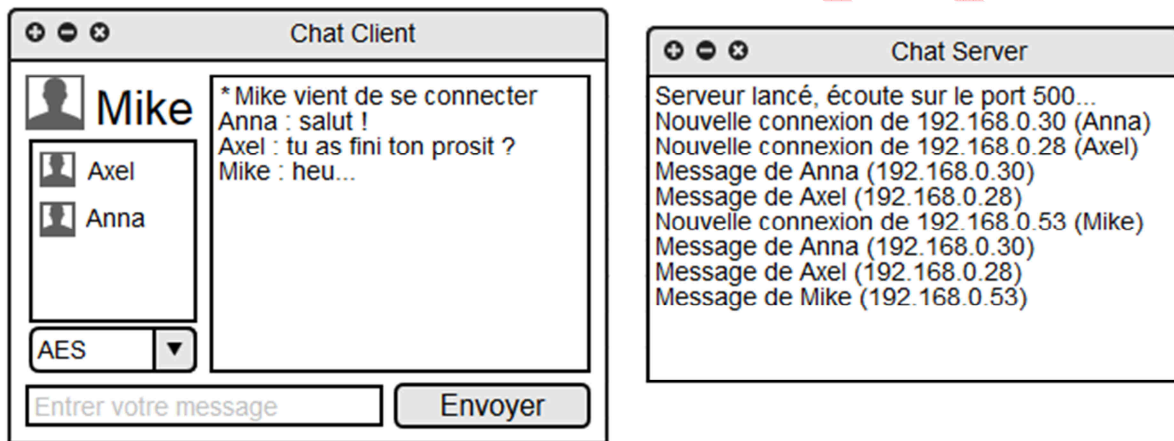 Chat Client
Mike
Axel
Anna
AES
* Mike vient de se connecter
Anna : salut !
Axel : tu as fini ton prosit ?
Mike : heu...
Entrer votre message
Envoyer
Chat Server
Serveur lancé, écoute sur le port 500...
Nouvelle connexion de 192.168.0.30 (Anna)
Nouvelle connexion de 192.168.0.28 (Axel)
Message de Anna (192.168.0.30)
Message de Axel (192.168.0.28)
Nouvelle connexion de 192.168.0.53 (Mike)
Message de Anna (192.168.0.30)
Message de Axel (192.168.0.28)
Message de Mike (192.168.0.53)